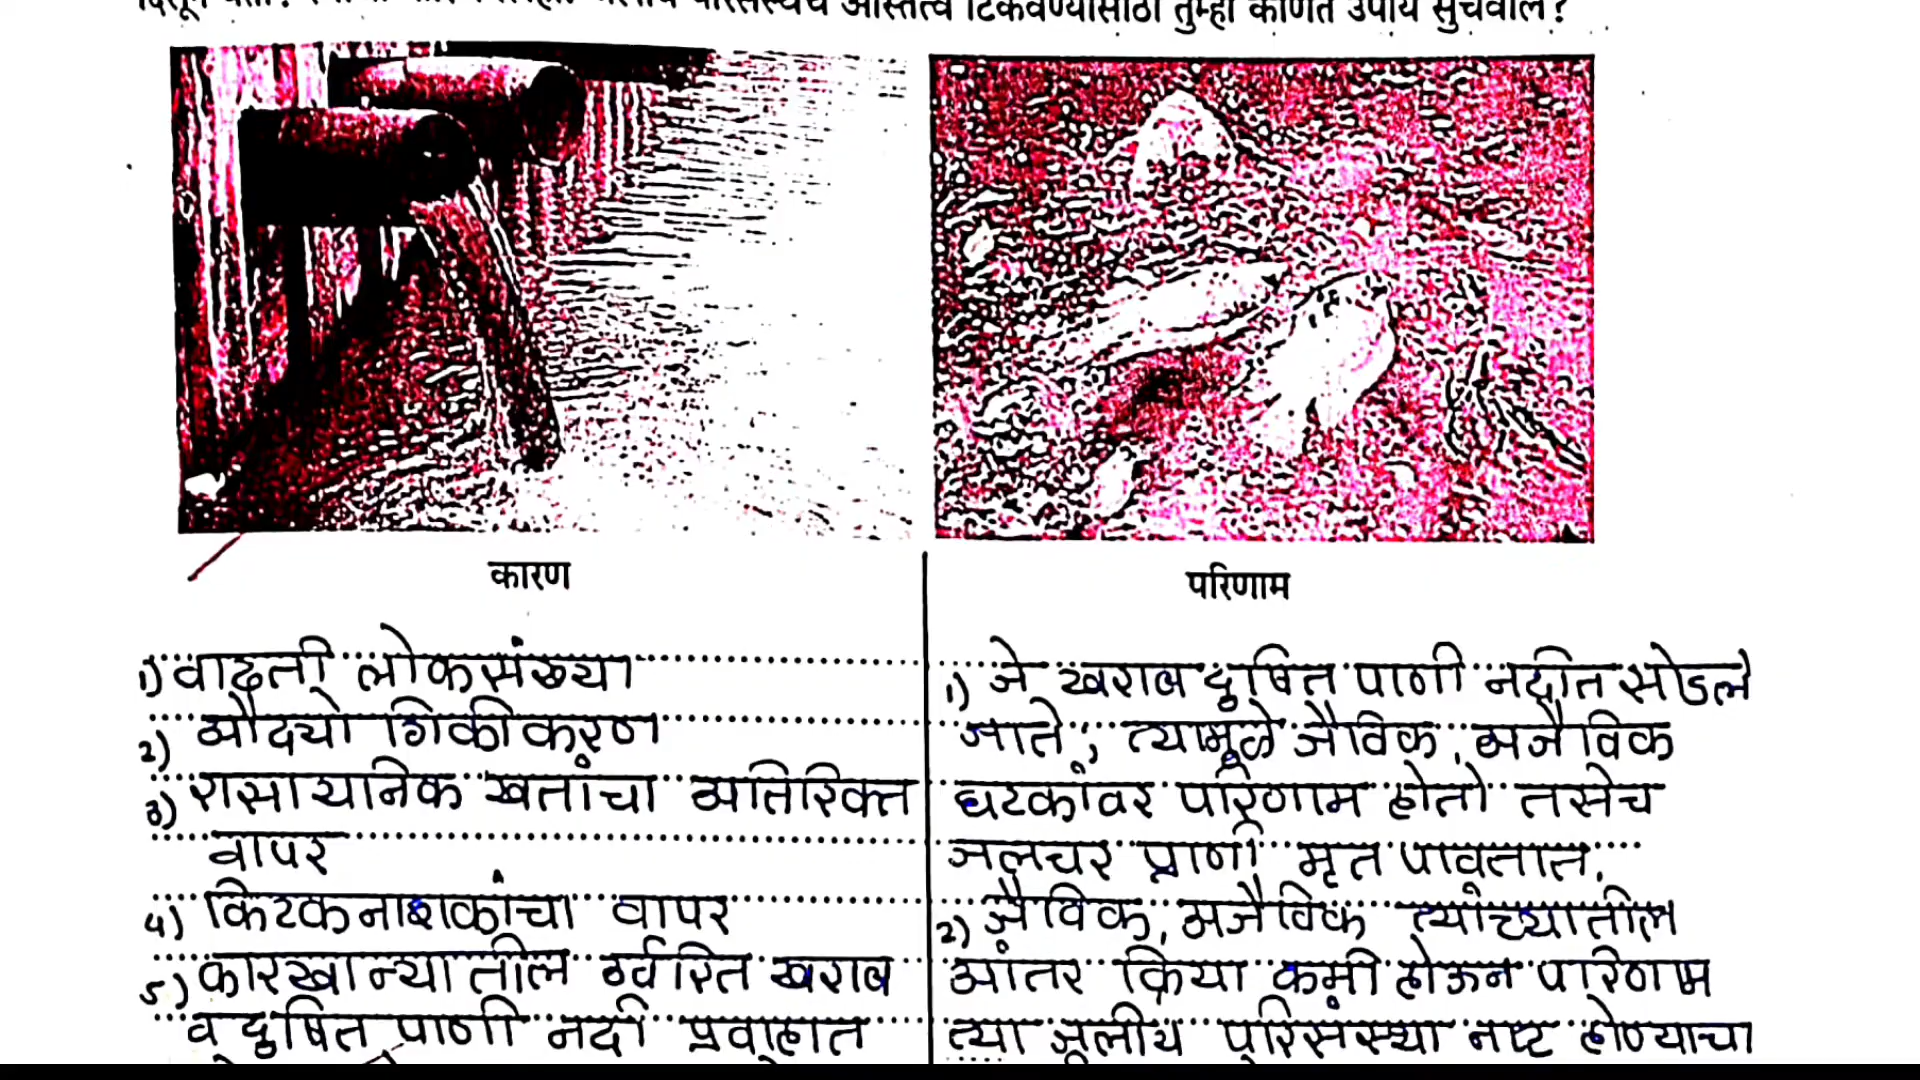 अस्तित्व टिकवण्यासाठी तुम्ही कोणते उपाय सुचवाल?
कारण
परिणाम
1) वाढती लोकसंख्या
2) औद्योगिकीकरण
3) रासायनिक खतांचा अतिरिक्त
वापर
4) किटकनाशकांचा वापर
5) कारखान्यातील उर्वरित खराब
व दुषित पाणी नदी प्रवाहात
1) जे खराब दुषित पाणी नदीत सोडले
जाते, त्यामूळे जैविक, अजैविक
घटकांवर परिणाम होतो तसेच
जलचर प्राणी मृत पावतात.
2) जैविक, अजैविक त्यांच्यातील
आंतर क्रिया कमी होऊन परिणाम
त्या जलीय परिसंस्था नष्ट होण्याचा